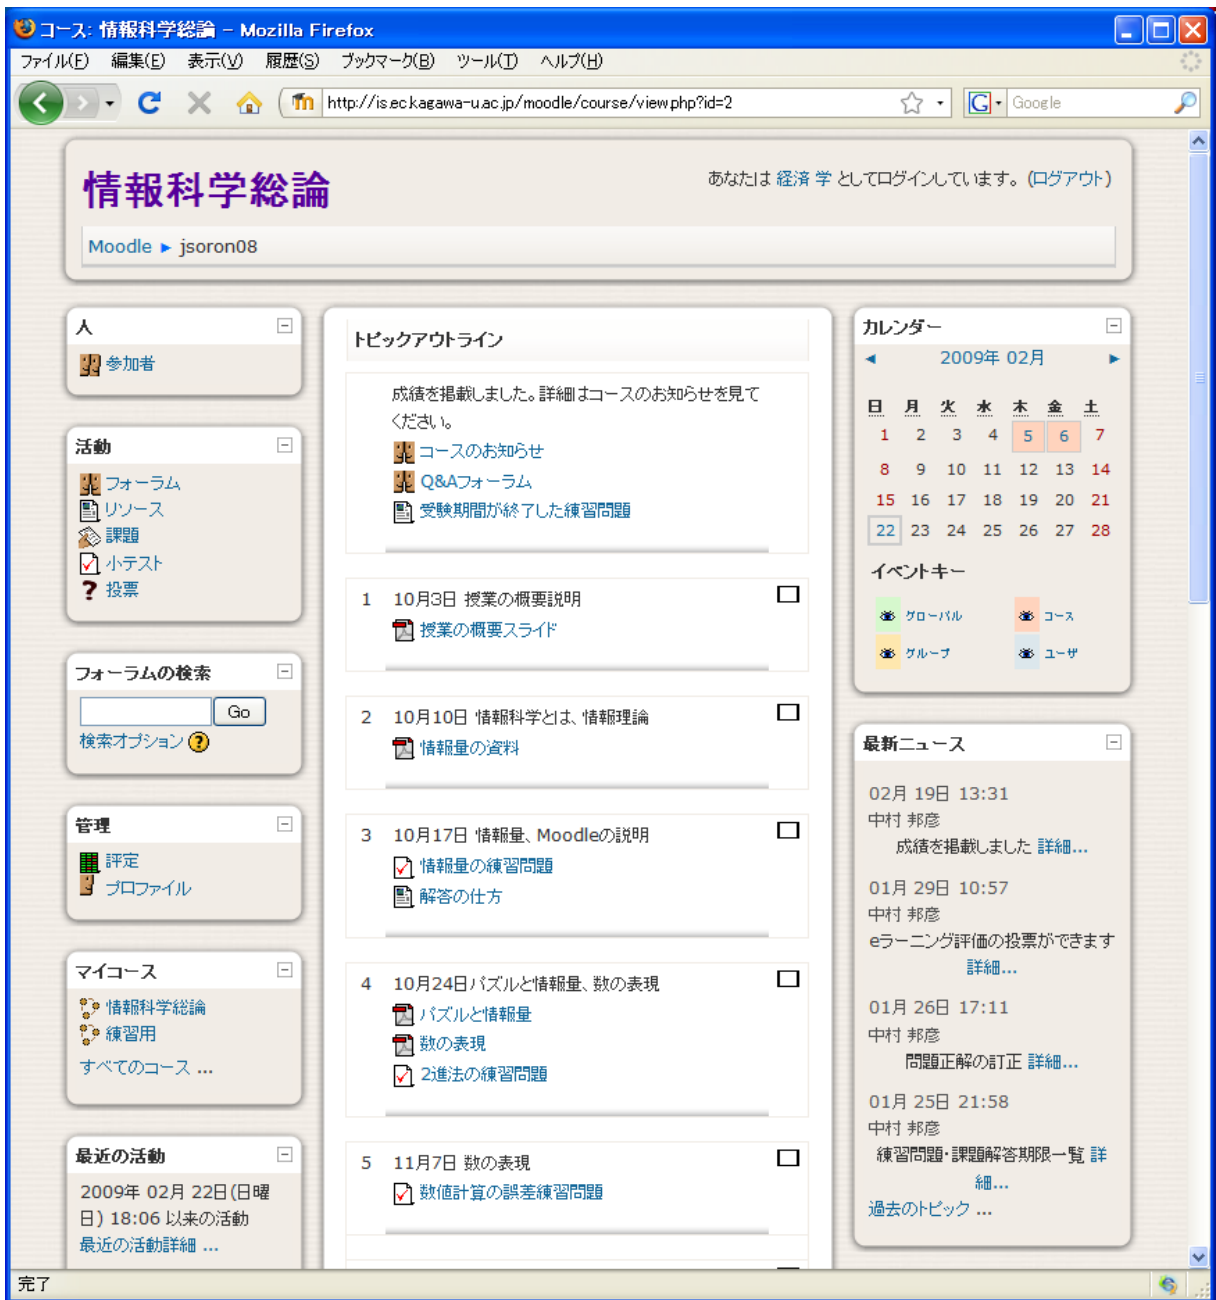 コース: 情報科学総論 - Mozilla Firefox
ファイル(F) 編集(E) 表示(V) 履歴(S) ブックマーク(B) ツール(T) ヘルプ(H)
http://is.ec.kagawa-u.ac.jp/moodle/course/view.php?id=2
Google
情報科学総論
あなたは 経済 学 としてログインしています。(ログアウト)
Moodle ► jsoron08
人
参加者
活動
フォーラム
リソース
課題
小テスト
投票
フォーラムの検索
Go
検索オプション
管理
評定
プロファイル
マイコース
情報科学総論
練習用
すべてのコース ...
最近の活動
2009年 02月 22日(日曜
日) 18:06 以来の活動
最近の活動詳細 ...
トピックアウトライン
成績を掲載しました。詳細はコースのお知らせを見て
ください。
コースのお知らせ
Q&Aフォーラム
受験期間が終了した練習問題
1 10月3日 授業の概要説明
授業の概要スライド
2 10月10日 情報科学とは、情報理論
情報量の資料
3 10月17日 情報量、Moodleの説明
情報量の練習問題
解答の仕方
4 10月24日パズルと情報量、数の表現
パズルと情報量
数の表現
2進法の練習問題
5 11月7日 数の表現
数値計算の誤差練習問題
カレンダー
◄ 2009年 02月 ►
日 月 火 水 木 金 土
1 2 3 4 5 6 7
8 9 10 11 12 13 14
15 16 17 18 19 20 21
22 23 24 25 26 27 28
イベントキー
グローバル コース
グループ ユーザ
最新ニュース
02月 19日 13:31
中村 邦彦
成績を掲載しました 詳細...
01月 29日 10:57
中村 邦彦
eラーニング評価の投票ができます
詳細...
01月 26日 17:11
中村 邦彦
問題正解の訂正 詳細...
01月 25日 21:58
中村 邦彦
練習問題・課題解答期限一覧 詳
細...
過去のトピック ...
完了